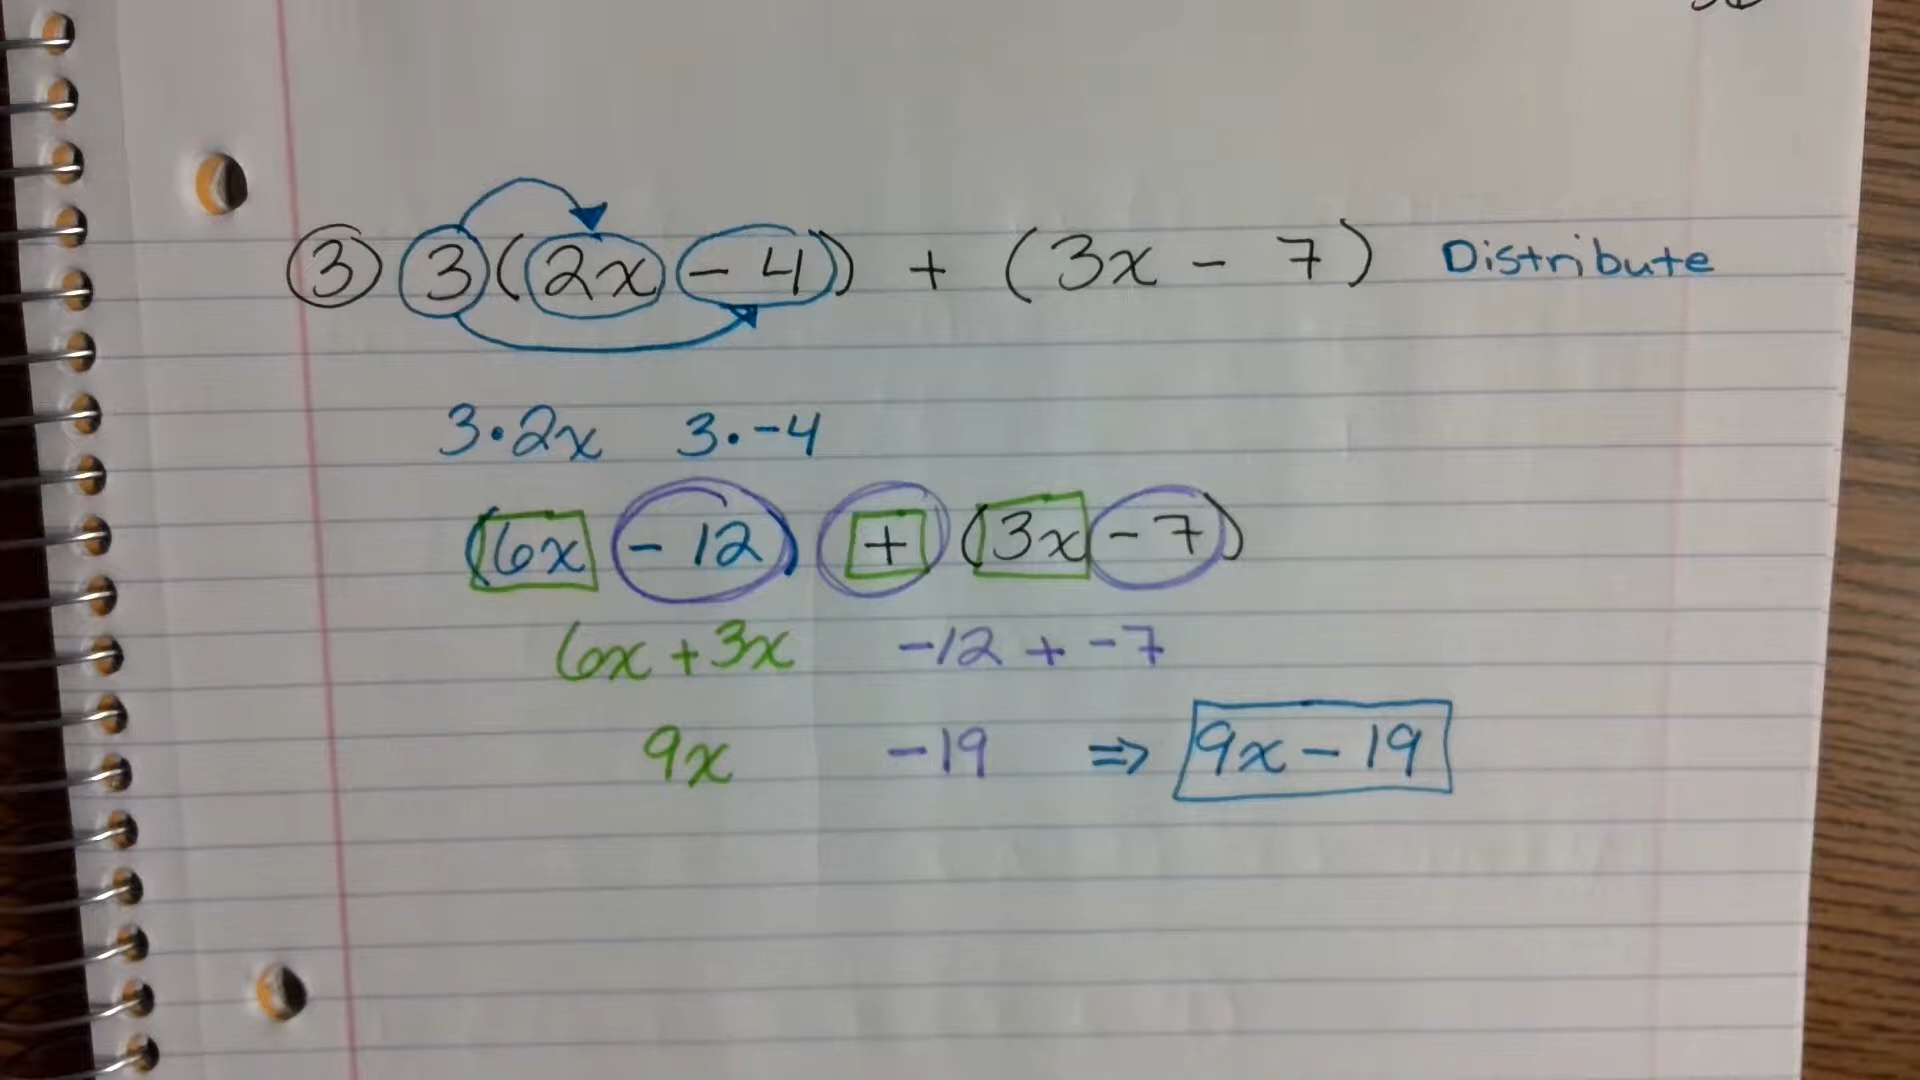 ③ 3(2x - 4) + (3x - 7) Distribute
3·2x 3·-4
(6x - 12) + (3x - 7)
6x + 3x -12 + -7
9x -19 ⇒ 9x - 19